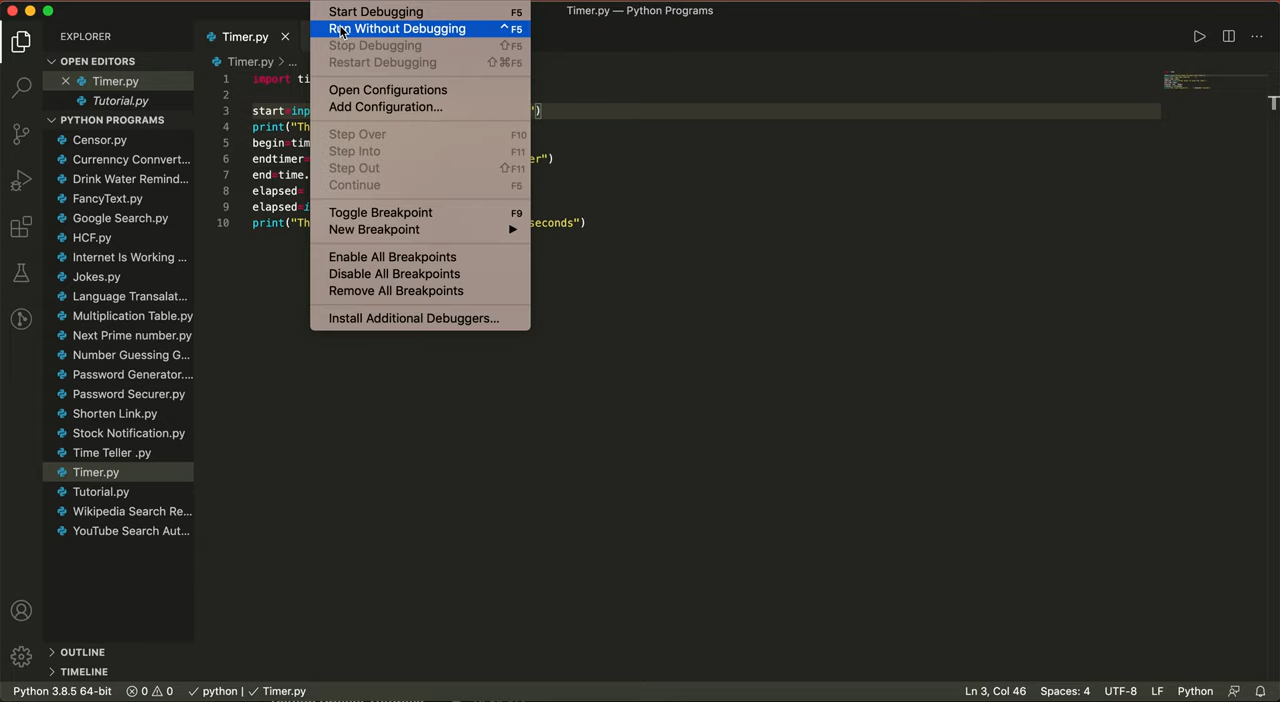 Timer.py — Python Programs
Start Debugging F5
Run Without Debugging ^F5
Stop Debugging ⇧F5
Restart Debugging ⇧⌘F5
Open Configurations
Add Configuration...
Step Over F10
Step Into F11
Step Out ⇧F11
Continue F5
Toggle Breakpoint F9
New Breakpoint ▶
Enable All Breakpoints
Disable All Breakpoints
Remove All Breakpoints
Install Additional Debuggers...
EXPLORER
OPEN EDITORS
Timer.py
Tutorial.py
PYTHON PROGRAMS
Censor.py
Currenncy Connvert...
Drink Water Remind...
FancyText.py
Google Search.py
HCF.py
Internet Is Working ...
Jokes.py
Language Transalat...
Multiplication Table.py
Next Prime number.py
Number Guessing G...
Password Generator....
Password Securer.py
Shorten Link.py
Stock Notification.py
Time Teller .py
Timer.py
Tutorial.py
Wikipedia Search Re...
YouTube Search Aut...
OUTLINE
TIMELINE
Timer.py
Timer.py > ...
1 import ti
2
3 start=inp ")
4 print("Th
5 begin=tim
6 endtimer= er")
7 end=time.
8 elapsed=
9 elapsed=i
10 print("Th seconds")
Python 3.8.5 64-bit 0 0 python | Timer.py
Ln 3, Col 46 Spaces: 4 UTF-8 LF Python